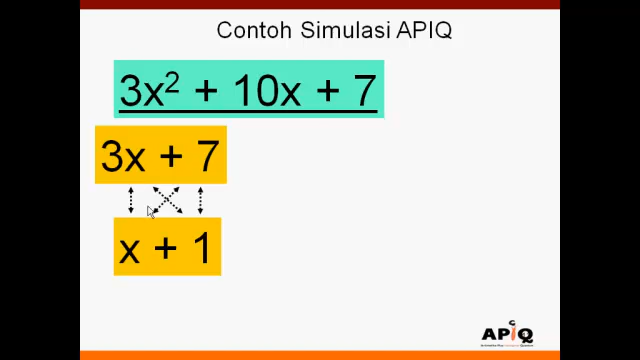 Contoh Simulasi APIQ
3x² + 10x + 7
3x + 7
x + 1
APIQ